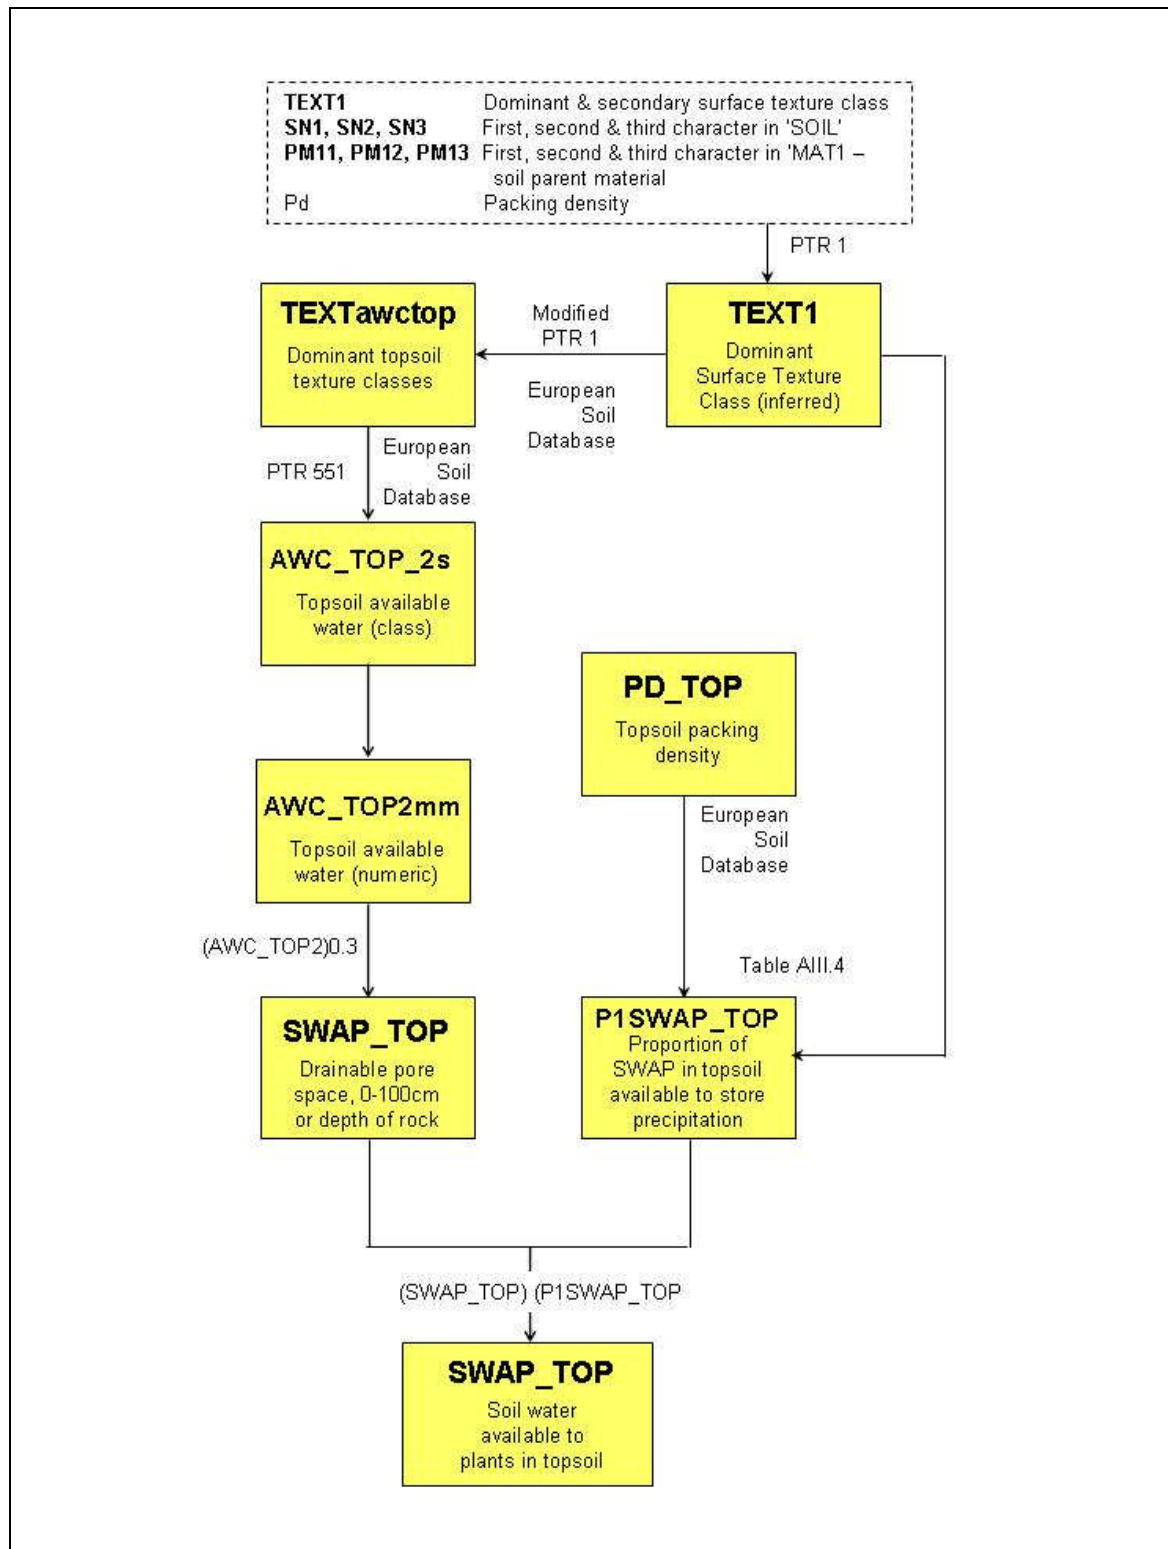 TEXT1 Dominant & secondary surface texture class
SN1, SN2, SN3 First, second & third character in 'SOIL'
PM11, PM12, PM13 First, second & third character in 'MAT1 –
soil parent material
Pd Packing density
PTR 1
TEXTawctop
Dominant topsoil
texture classes
Modified
PTR 1
European
Soil
Database
TEXT1
Dominant
Surface Texture
Class (inferred)
PTR 551
European
Soil
Database
AWC_TOP_2s
Topsoil available
water (class)
PD_TOP
Topsoil packing
density
AWC_TOP2mm
Topsoil available
water (numeric)
European
Soil
Database
(AWC_TOP2)0.3
Table AIII.4
SWAP_TOP
Drainable pore
space, 0-100cm
or depth of rock
P1SWAP_TOP
Proportion of
SWAP in topsoil
available to store
precipitation
(SWAP_TOP) (P1SWAP_TOP
SWAP_TOP
Soil water
available to
plants in topsoil